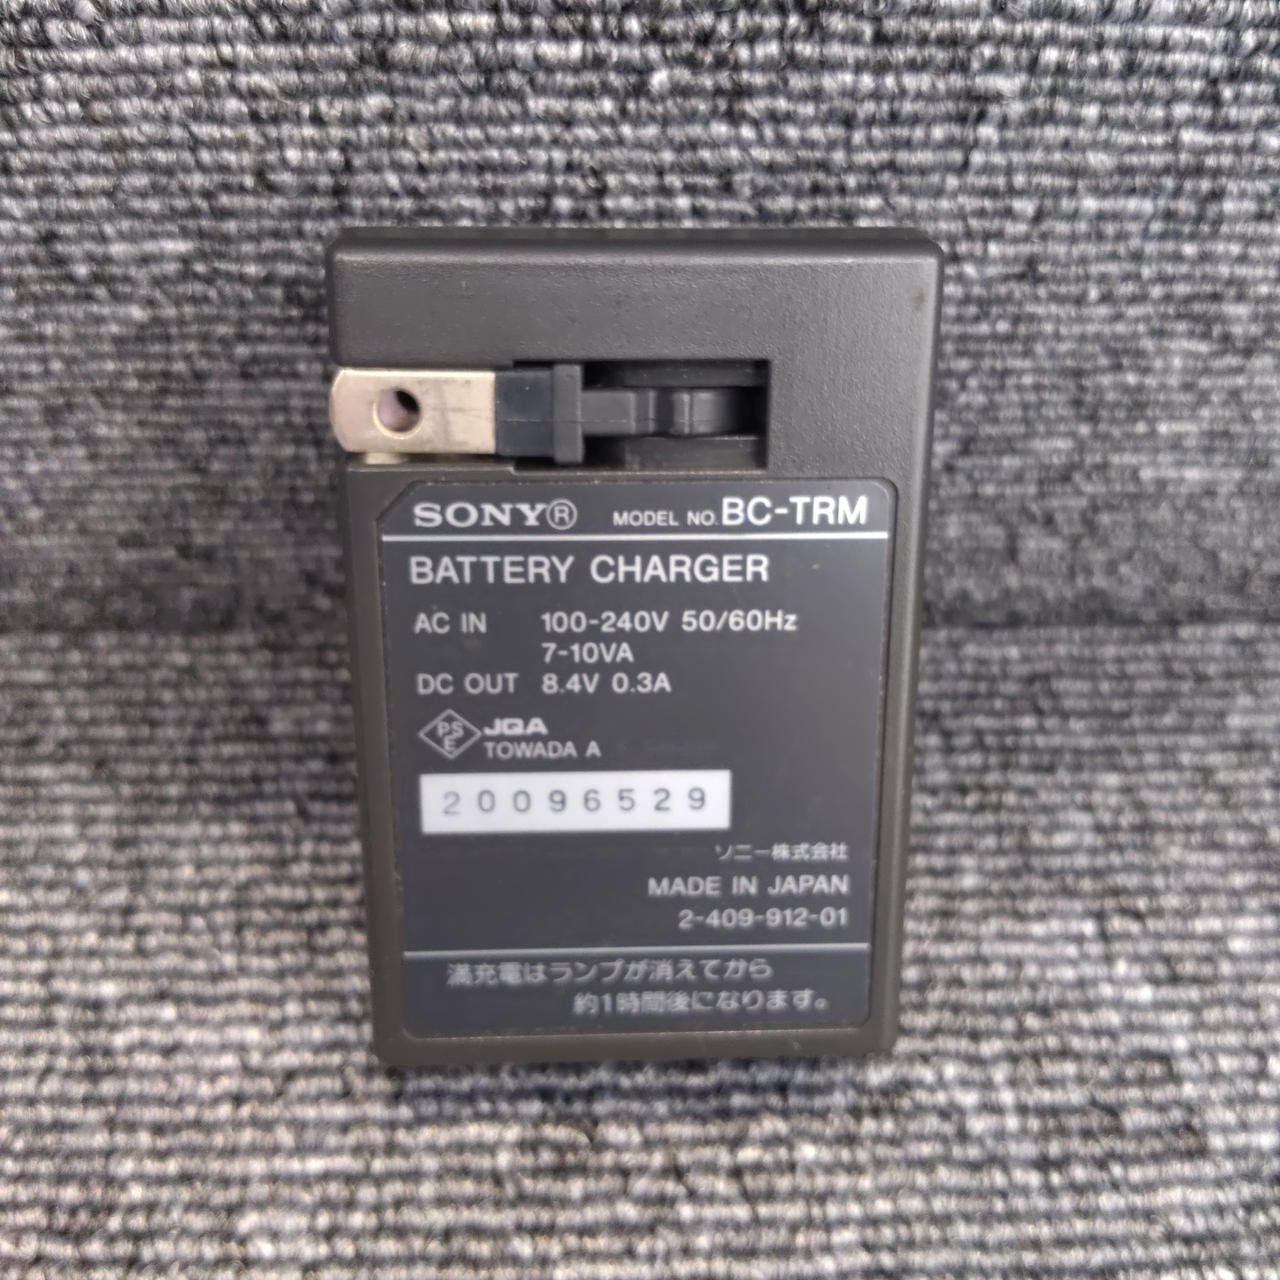 SONY® MODEL NO. BC-TRM
BATTERY CHARGER
AC IN 100-240V 50/60Hz
7-10VA
DC OUT 8.4V 0.3A
PS
E
JQA
TOWADA A
20096529
ソニー株式会社
MADE IN JAPAN
2-409-912-01
満充電はランプが消えてから
約1時間後になります。